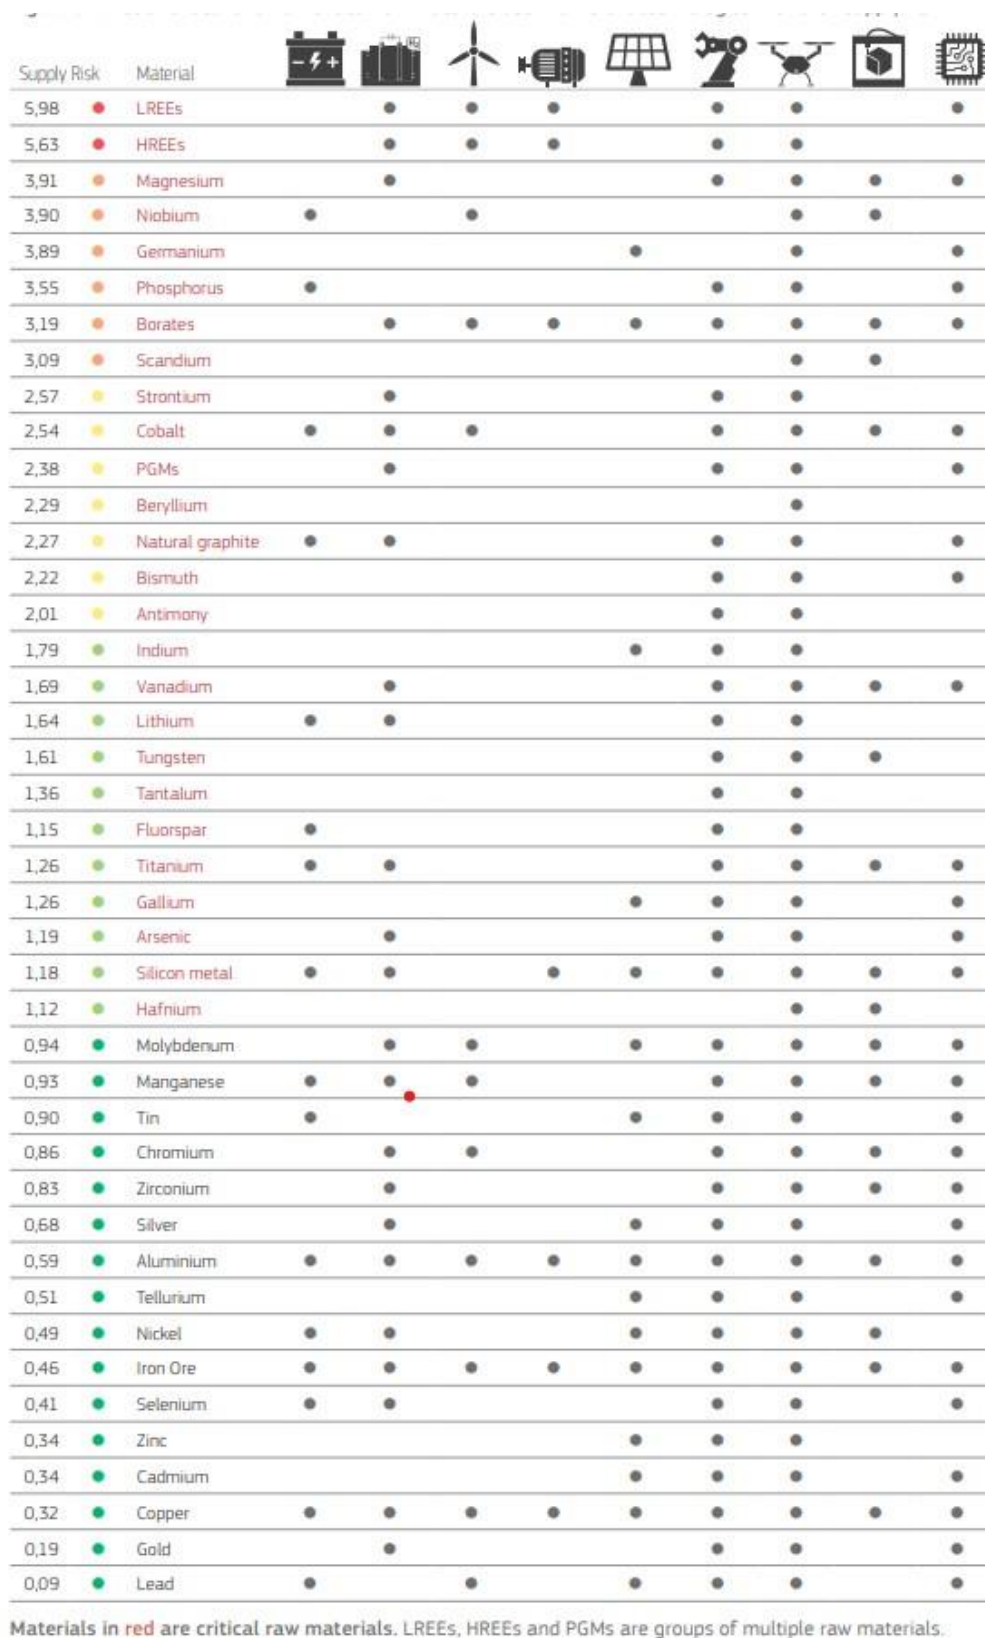 Supply Risk Material
5,98 LREEs
5,63 HREEs
3,91 Magnesium
3,90 Niobium
3,89 Germanium
3,55 Phosphorus
3,19 Borates
3,09 Scandium
2,57 Strontium
2,54 Cobalt
2,38 PGMs
2,29 Beryllium
2,27 Natural graphite
2,22 Bismuth
2,01 Antimony
1,79 Indium
1,69 Vanadium
1,64 Lithium
1,61 Tungsten
1,36 Tantalum
1,15 Fluorspar
1,26 Titanium
1,26 Gallium
1,19 Arsenic
1,18 Silicon metal
1,12 Hafnium
0,94 Molybdenum
0,93 Manganese
0,90 Tin
0,86 Chromium
0,83 Zirconium
0,68 Silver
0,59 Aluminium
0,51 Tellurium
0,49 Nickel
0,46 Iron Ore
0,41 Selenium
0,34 Zinc
0,34 Cadmium
0,32 Copper
0,19 Gold
0,09 Lead
Materials in red are critical raw materials. LREEs, HREEs and PGMs are groups of multiple raw materials.